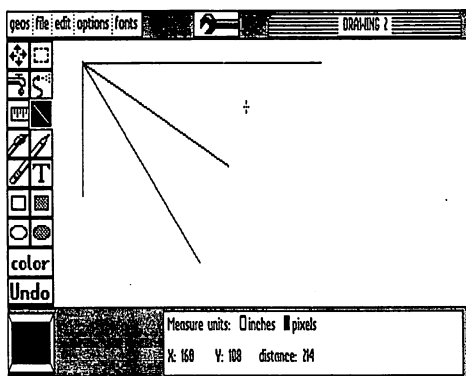 geos file edit options fonts DRAWING 2
T
color
Undo
Measure units: inches pixels
X: 168 Y: 108 distance: 214